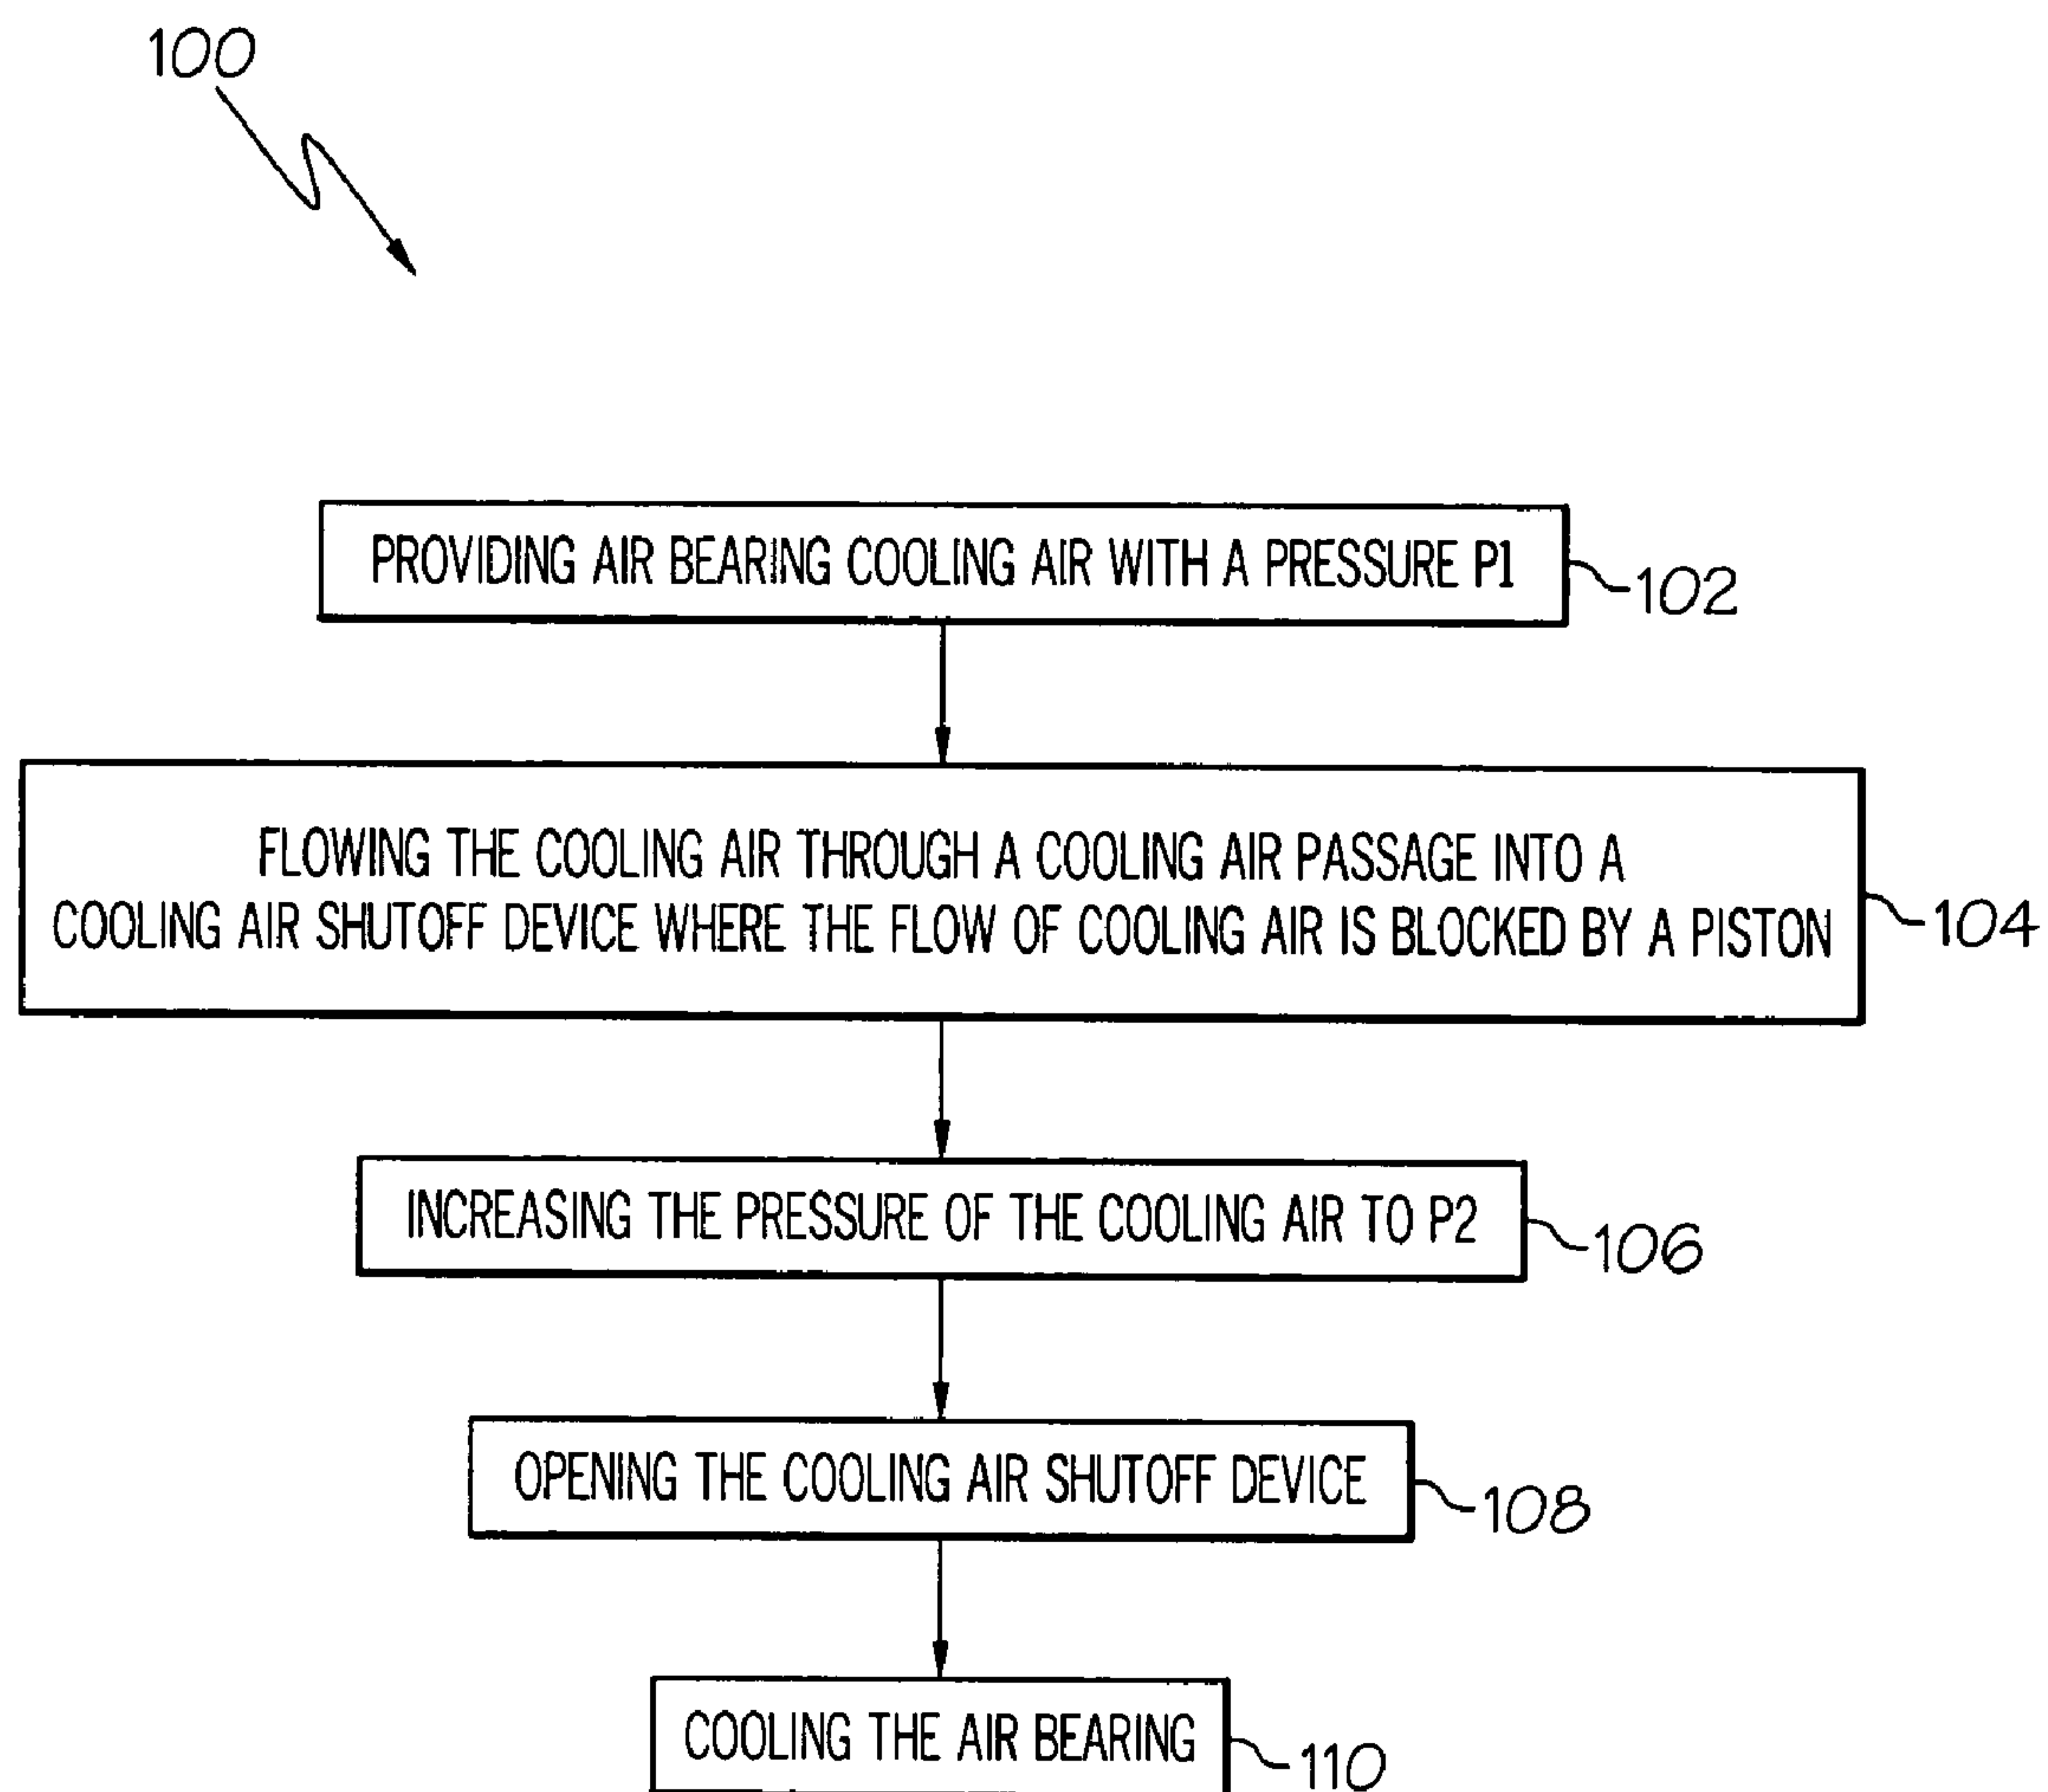 100
PROVIDING AIR BEARING COOLING AIR WITH A PRESSURE P1
102
FLOWING THE COOLING AIR THROUGH A COOLING AIR PASSAGE INTO A
COOLING AIR SHUTOFF DEVICE WHERE THE FLOW OF COOLING AIR IS BLOCKED BY A PISTON
104
INCREASING THE PRESSURE OF THE COOLING AIR TO P2
106
OPENING THE COOLING AIR SHUTOFF DEVICE
108
COOLING THE AIR BEARING
110